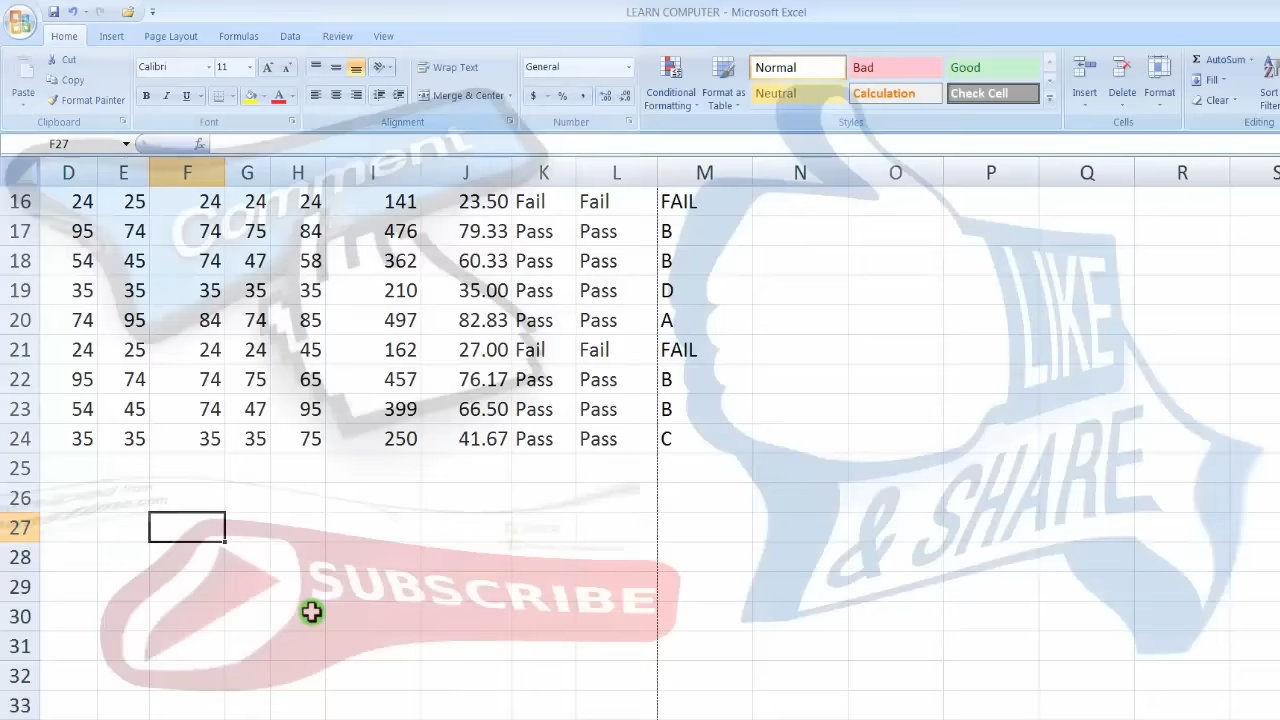 LEARN COMPUTER - Microsoft Excel
Home Insert Page Layout Formulas Data Review View
Paste Cut Copy Format Painter Clipboard
Calibri 11 A A B I U A Font
Wrap Text Merge & Center Alignment
General $ % , Number
Conditional Formatting Format as Table Normal Bad Good Neutral Calculation Check Cell Styles
Insert Delete Format Cells
AutoSum Fill Clear Sort Filte Editing
F27 fx
D E F G H I J K L M N O P Q R S
16 24 25 24 24 24 141 23.50 Fail Fail FAIL
17 95 74 74 75 84 476 79.33 Pass Pass B
18 54 45 74 47 58 362 60.33 Pass Pass B
19 35 35 35 35 35 210 35.00 Pass Pass D
20 74 95 84 74 85 497 82.83 Pass Pass A
21 24 25 24 24 45 162 27.00 Fail Fail FAIL
22 95 74 74 75 65 457 76.17 Pass Pass B
23 54 45 74 47 95 399 66.50 Pass Pass B
24 35 35 35 35 75 250 41.67 Pass Pass C
25
26
27
28
29
30
31
32
33
Comment
it
LIKE
& SHARE
SUBSCRIBE